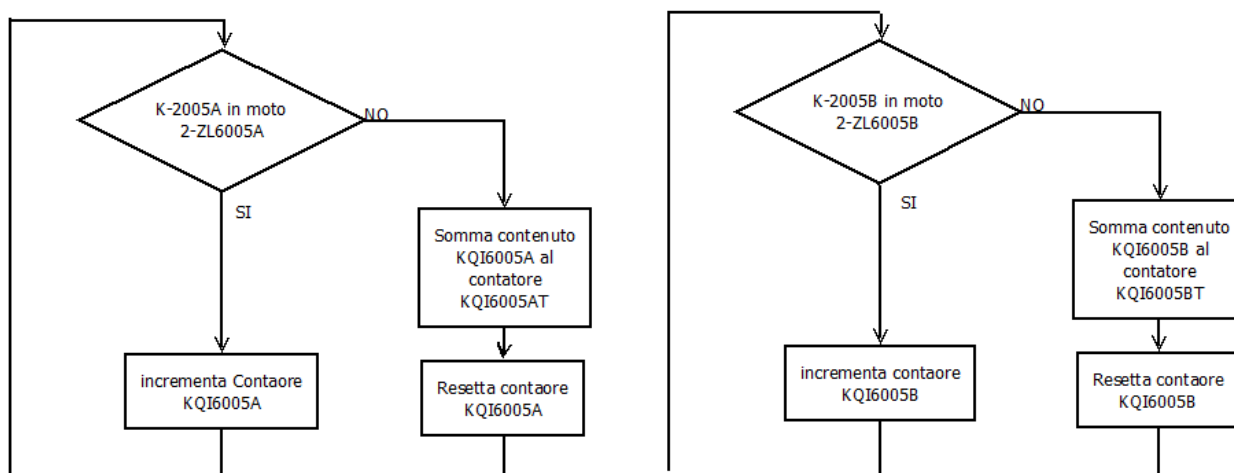 K-2005A in moto
2-ZL6005A
NO
SI
Somma contenuto
KQI6005A al
contatore
KQI6005AT
incrementa Contaore
KQI6005A
Resetta contaore
KQI6005A
K-2005B in moto
2-ZL6005B
NO
SI
Somma contenuto
KQI6005B al
contatore
KQI6005BT
incrementa contaore
KQI6005B
Resetta contaore
KQI6005B